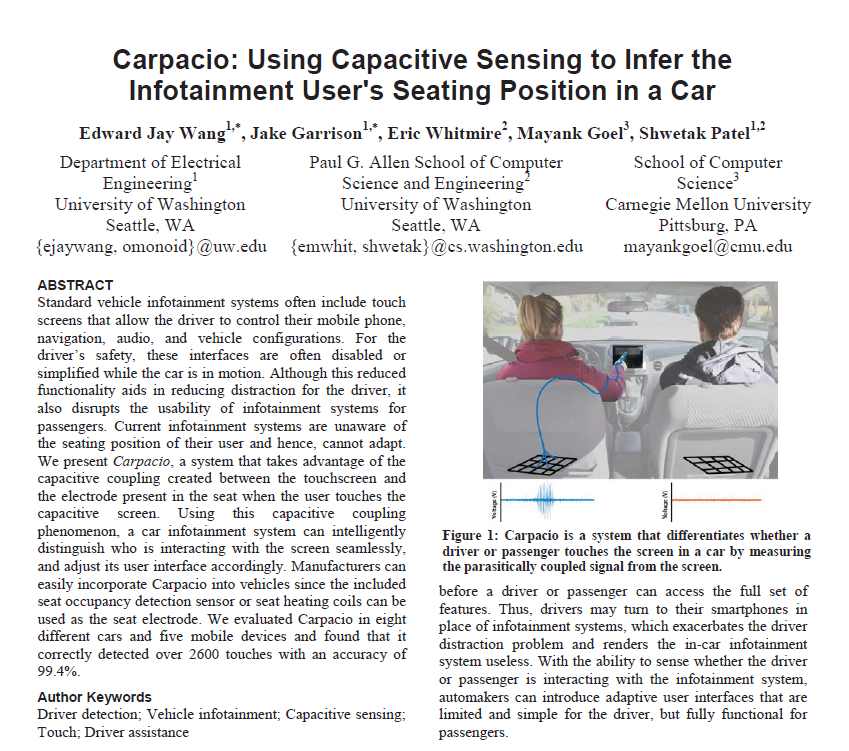 Carpacio: Using Capacitive Sensing to Infer the
Infotainment User's Seating Position in a Car
Edward Jay Wang1,*, Jake Garrison1,*, Eric Whitmire2, Mayank Goel3, Shwetak Patel1,2
Department of Electrical
Engineering1
University of Washington
Seattle, WA
{ejaywang, omonoid}@uw.edu
Paul G. Allen School of Computer
Science and Engineering2
University of Washington
Seattle, WA
{emwhit, shwetak}@cs.washington.edu
School of Computer
Science3
Carnegie Mellon University
Pittsburg, PA
mayankgoel@cmu.edu
ABSTRACT
Standard vehicle infotainment systems often include touch
screens that allow the driver to control their mobile phone,
navigation, audio, and vehicle configurations. For the
driver's safety, these interfaces are often disabled or
simplified while the car is in motion. Although this reduced
functionality aids in reducing distraction for the driver, it
also disrupts the usability of infotainment systems for
passengers. Current infotainment systems are unaware of
the seating position of their user and hence, cannot adapt.
We present Carpacio, a system that takes advantage of the
capacitive coupling created between the touchscreen and
the electrode present in the seat when the user touches the
capacitive screen. Using this capacitive coupling
phenomenon, a car infotainment system can intelligently
distinguish who is interacting with the screen seamlessly,
and adjust its user interface accordingly. Manufacturers can
easily incorporate Carpacio into vehicles since the included
seat occupancy detection sensor or seat heating coils can be
used as the seat electrode. We evaluated Carpacio in eight
different cars and five mobile devices and found that it
correctly detected over 2600 touches with an accuracy of
99.4%.
Author Keywords
Driver detection; Vehicle infotainment; Capacitive sensing;
Touch; Driver assistance
Voltage (V)
Voltage (V)
Figure 1: Carpacio is a system that differentiates whether a
driver or passenger touches the screen in a car by measuring
the parasitically coupled signal from the screen.
before a driver or passenger can access the full set of
features. Thus, drivers may turn to their smartphones in
place of infotainment systems, which exacerbates the driver
distraction problem and renders the in-car infotainment
system useless. With the ability to sense whether the driver
or passenger is interacting with the infotainment system,
automakers can introduce adaptive user interfaces that are
limited and simple for the driver, but fully functional for
passengers.